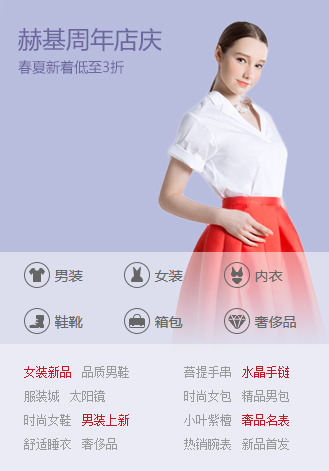 赫基周年店庆
春夏新着低至3折
男装 女装 内衣
鞋靴 箱包 奢侈品
女装新品 品质男鞋 菩提手串 水晶手链
服装城 太阳镜 时尚女包 精品男包
时尚女鞋 男装上新 小叶紫檀 奢品名表
舒适睡衣 奢侈品 热销腕表 新品首发